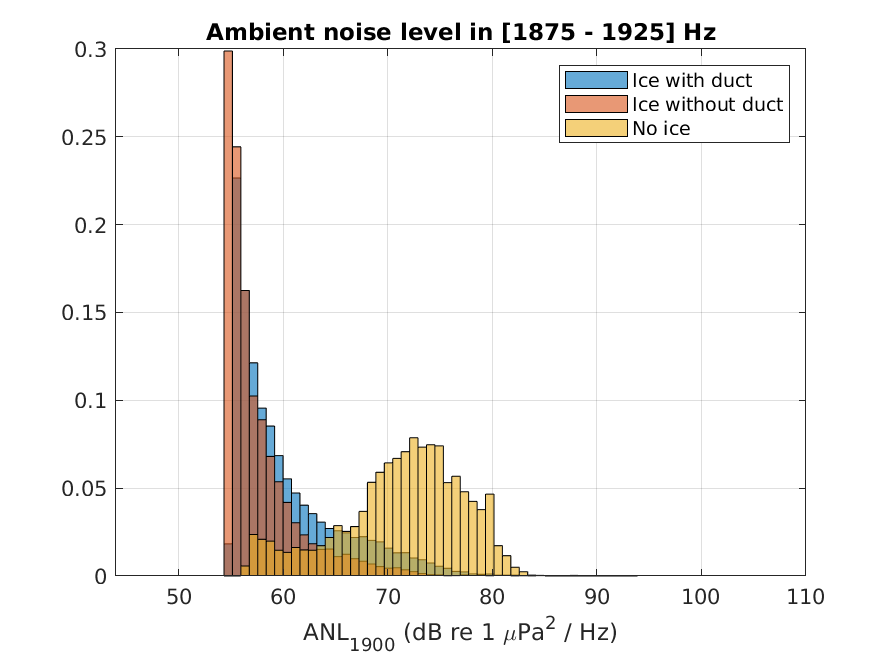 Ambient noise level in [1875 - 1925] Hz
0.3
0.25
0.2
0.15
0.1
0.05
0
Ice with duct
Ice without duct
No ice
50 60 70 80 90 100 110
ANL₁₉₀₀ (dB re 1 μPa² / Hz)